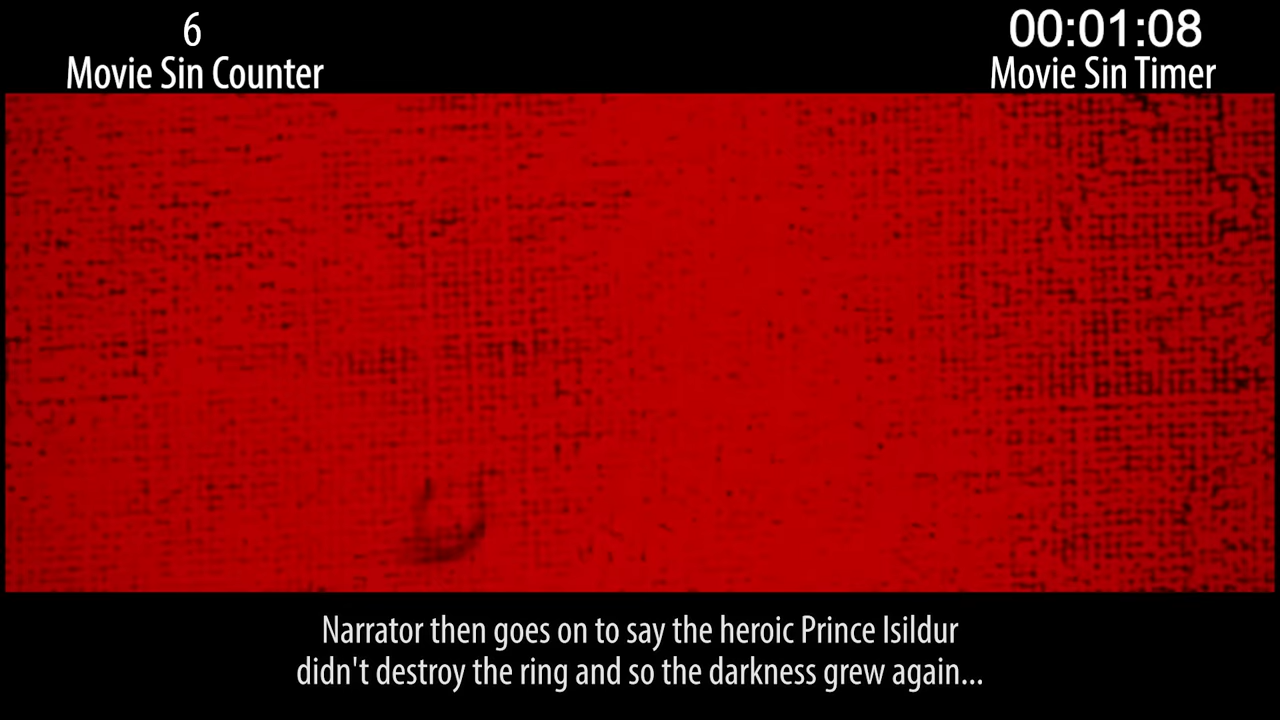 6
Movie Sin Counter
00:01:08
Movie Sin Timer
Narrator then goes on to say the heroic Prince Isildur
didn't destroy the ring and so the darkness grew again...